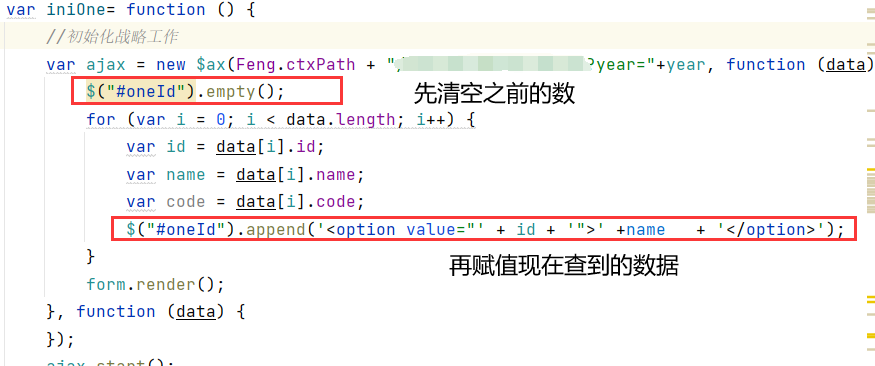 var iniOne= function () {
//初始化战略工作
var ajax = new $ax(Feng.ctxPath + "/ ?year="+year, function (data)
$("#oneId").empty(); 先清空之前的数
for (var i = 0; i < data.length; i++) {
var id = data[i].id;
var name = data[i].name;
var code = data[i].code;
$("#oneId").append('<option value="' + id + '">' +name + '</option>');
} 再赋值现在查到的数据
form.render();
}, function (data) {
});
ajax.start();